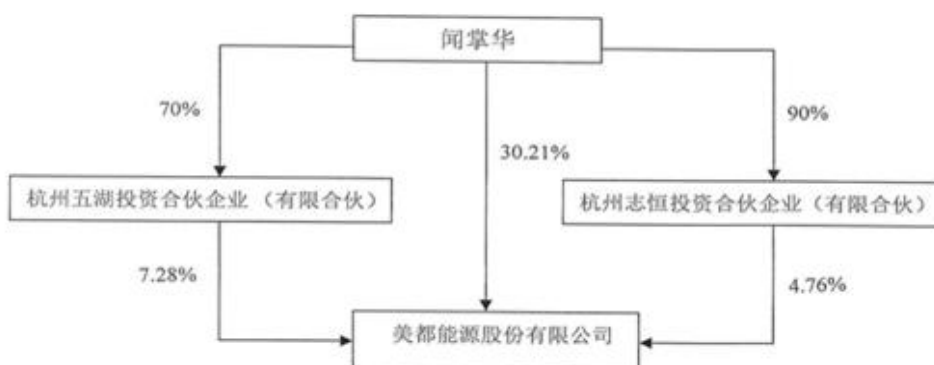 闻掌华
70%
30.21%
90%
杭州五湖投资合伙企业（有限合伙）
杭州志恒投资合伙企业（有限合伙）
7.28%
4.76%
美都能源股份有限公司